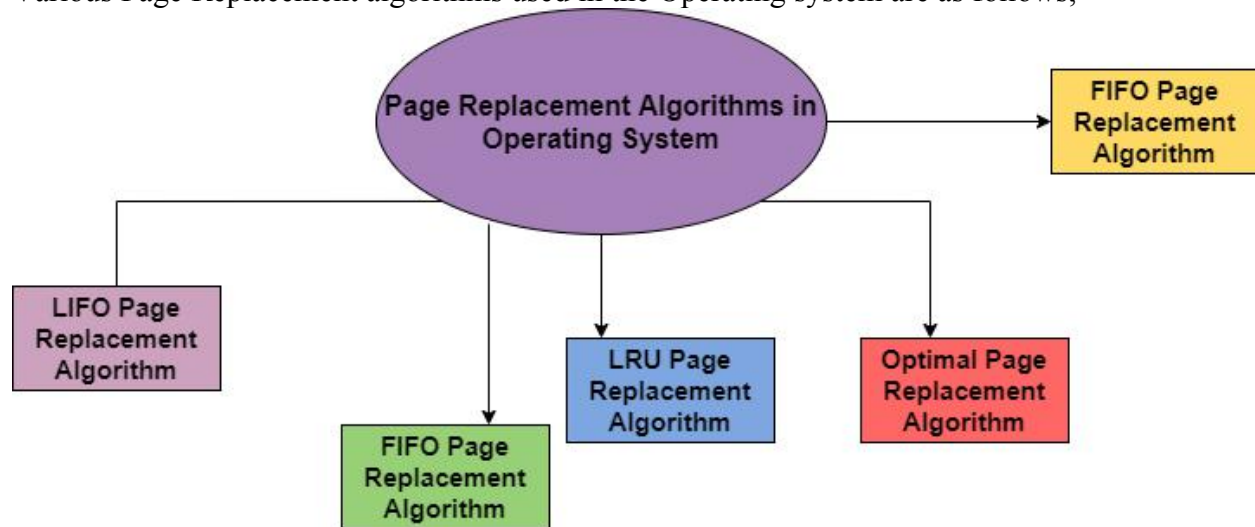 Various Page Replacement algorithms used in the Operating system are as follows;
Page Replacement Algorithms in
Operating System
FIFO Page
Replacement
Algorithm
LIFO Page
Replacement
Algorithm
FIFO Page
Replacement
Algorithm
LRU Page
Replacement
Algorithm
Optimal Page
Replacement
Algorithm